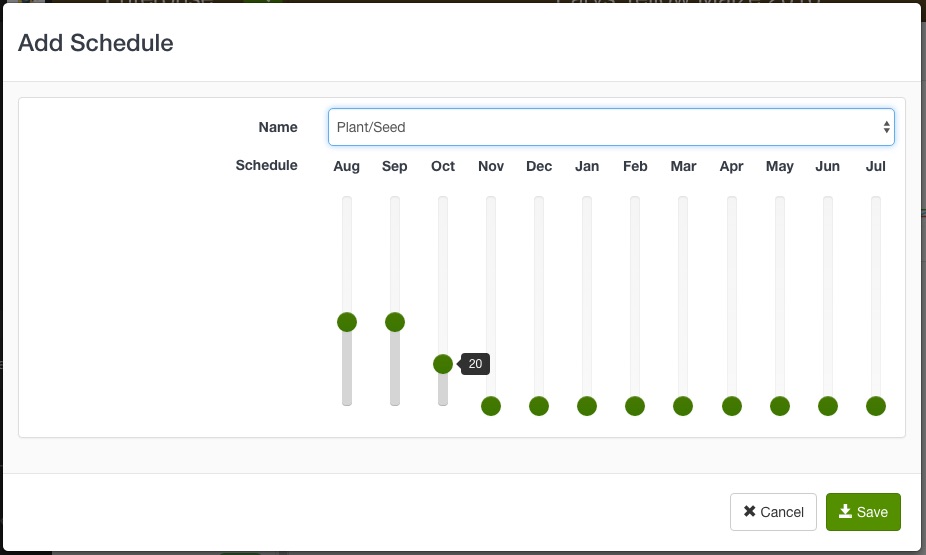 Add Schedule
Name
Plant/Seed
Schedule
Aug Sep Oct Nov Dec Jan Feb Mar Apr May Jun Jul
20
Cancel
Save